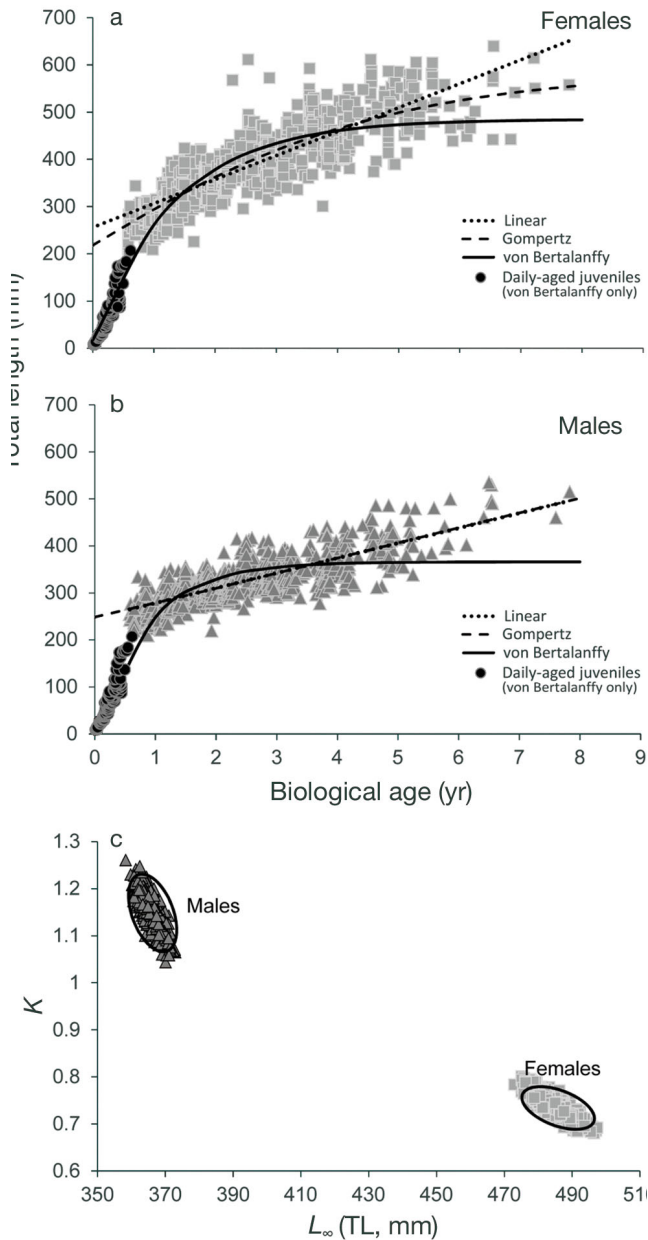 a
Females
700
600
500
400
300
200
100
0
Linear
Gompertz
von Bertalanffy
Daily-aged juveniles
(von Bertalanffy only)
Total length (mm)
b
Males
700
600
500
400
300
200
100
0
Linear
Gompertz
von Bertalanffy
Daily-aged juveniles
(von Bertalanffy only)
0 1 2 3 4 5 6 7 8 9
Biological age (yr)
c
1.3
1.2
1.1
1
0.9
0.8
0.7
0.6
K
Males
Females
350 370 390 410 430 450 470 490 51
L∞ (TL, mm)